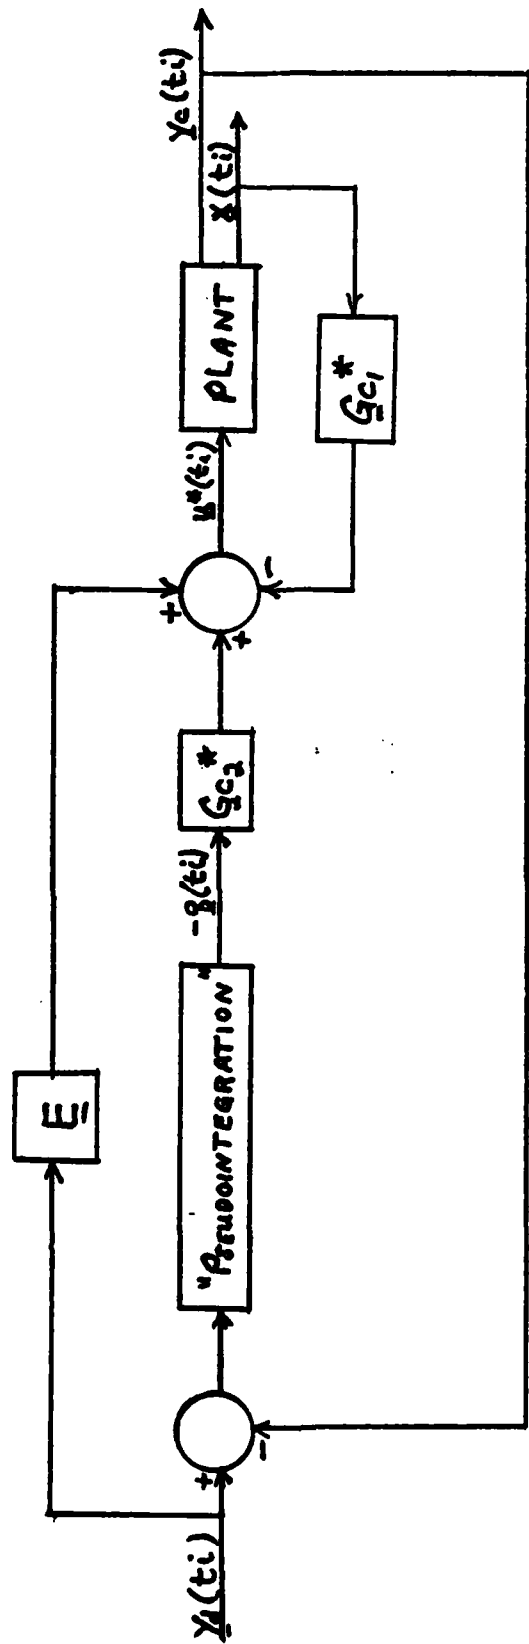 E
Yd(ti)
+
-
"PSEUDOINTEGRATION"
-q(ti)
Gc2*
+
+
-
u*(ti)
PLANT
Yc(ti)
X(ti)
Gc1*